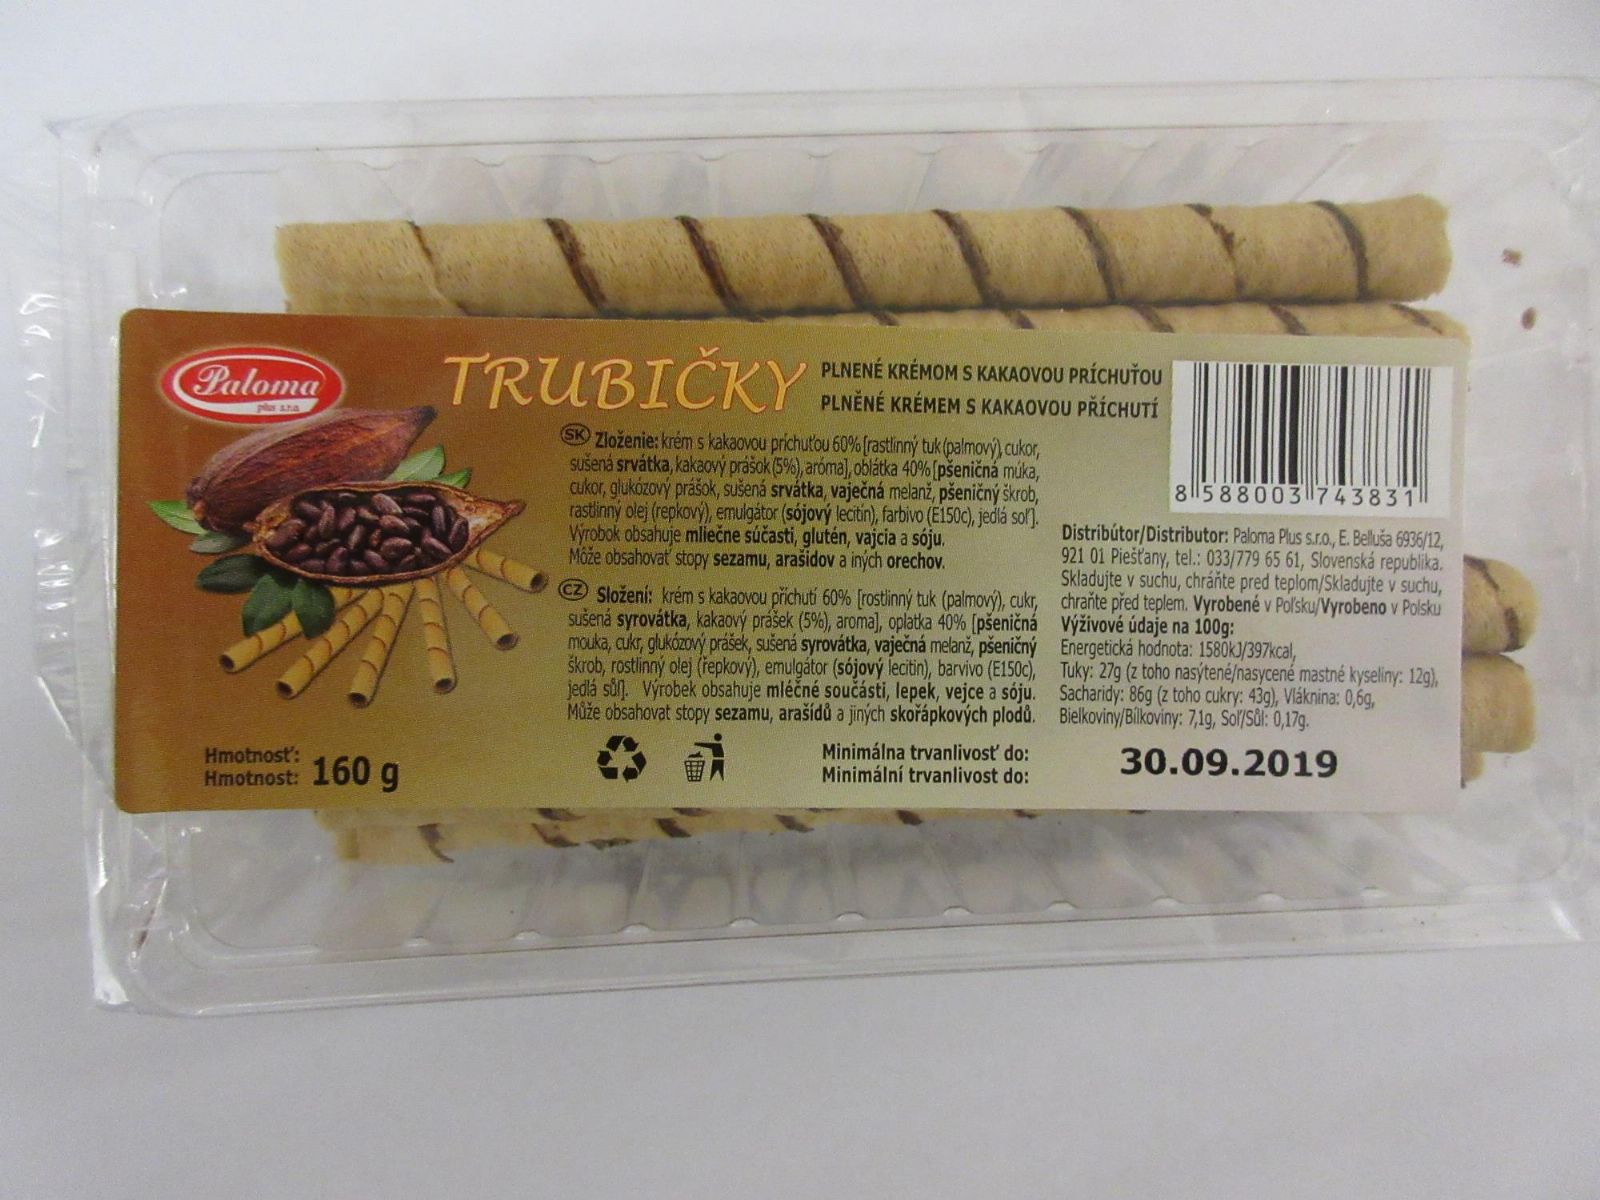 Paloma
plus s.r.o.
TRUBIČKY
PLNENÉ KRÉMOM S KAKAOVOU PRÍCHUŤOU
PLNĚNÉ KRÉMEM S KAKAOVOU PŘÍCHUTÍ
SK Zloženie: krém s kakaovou príchuťou 60% [rastlinný tuk (palmový), cukor,
sušená srvátka, kakaový prášok (5%), aróma], oblátka 40% [pšeničná múka,
cukor, glukózový prášok, sušená srvátka, vaječná melanž, pšeničný škrob,
rastlinný olej (repkový), emulgátor (sójový lecitín), farbivo (E150c), jedlá soľ].
Výrobok obsahuje mliečne súčasti, glutén, vajcia a sóju.
Môže obsahovať stopy sezamu, arašidov a iných orechov.
CZ Složení: krém s kakaovou příchutí 60% [rostlinný tuk (palmový), cukr,
sušená syrovátka, kakaový prášek (5%), aroma], oplatka 40% [pšeničná
mouka, cukr, glukózový prášek, sušená syrovátka, vaječná melanž, pšeničný
škrob, rostlinný olej (řepkový), emulgátor (sójový lecitin), barvivo (E150c),
jedlá sůl]. Výrobek obsahuje mléčné součásti, lepek, vejce a sóju.
Může obsahovat stopy sezamu, arašídů a jiných skořápkových plodů.
8 588003 743831
Distribútor/Distributor: Paloma Plus s.r.o., E. Belluša 6936/12,
921 01 Piešťany, tel.: 033/779 65 61, Slovenská republika.
Skladujte v suchu, chráňte pred teplom/Skladujte v suchu,
chraňte před teplem. Vyrobené v Poľsku/Vyrobeno v Polsku
Výživové údaje na 100g:
Energetická hodnota: 1580kJ/397kcal,
Tuky: 27g (z toho nasýtené/nasycené mastné kyseliny: 12g),
Sacharidy: 86g (z toho cukry: 43g), Vláknina: 0,6g,
Bielkoviny/Bílkoviny: 7,1g, Soľ/Sůl: 0,17g.
Hmotnosť:
Hmotnost: 160 g
Minimálna trvanlivosť do:
Minimální trvanlivost do:
30.09.2019